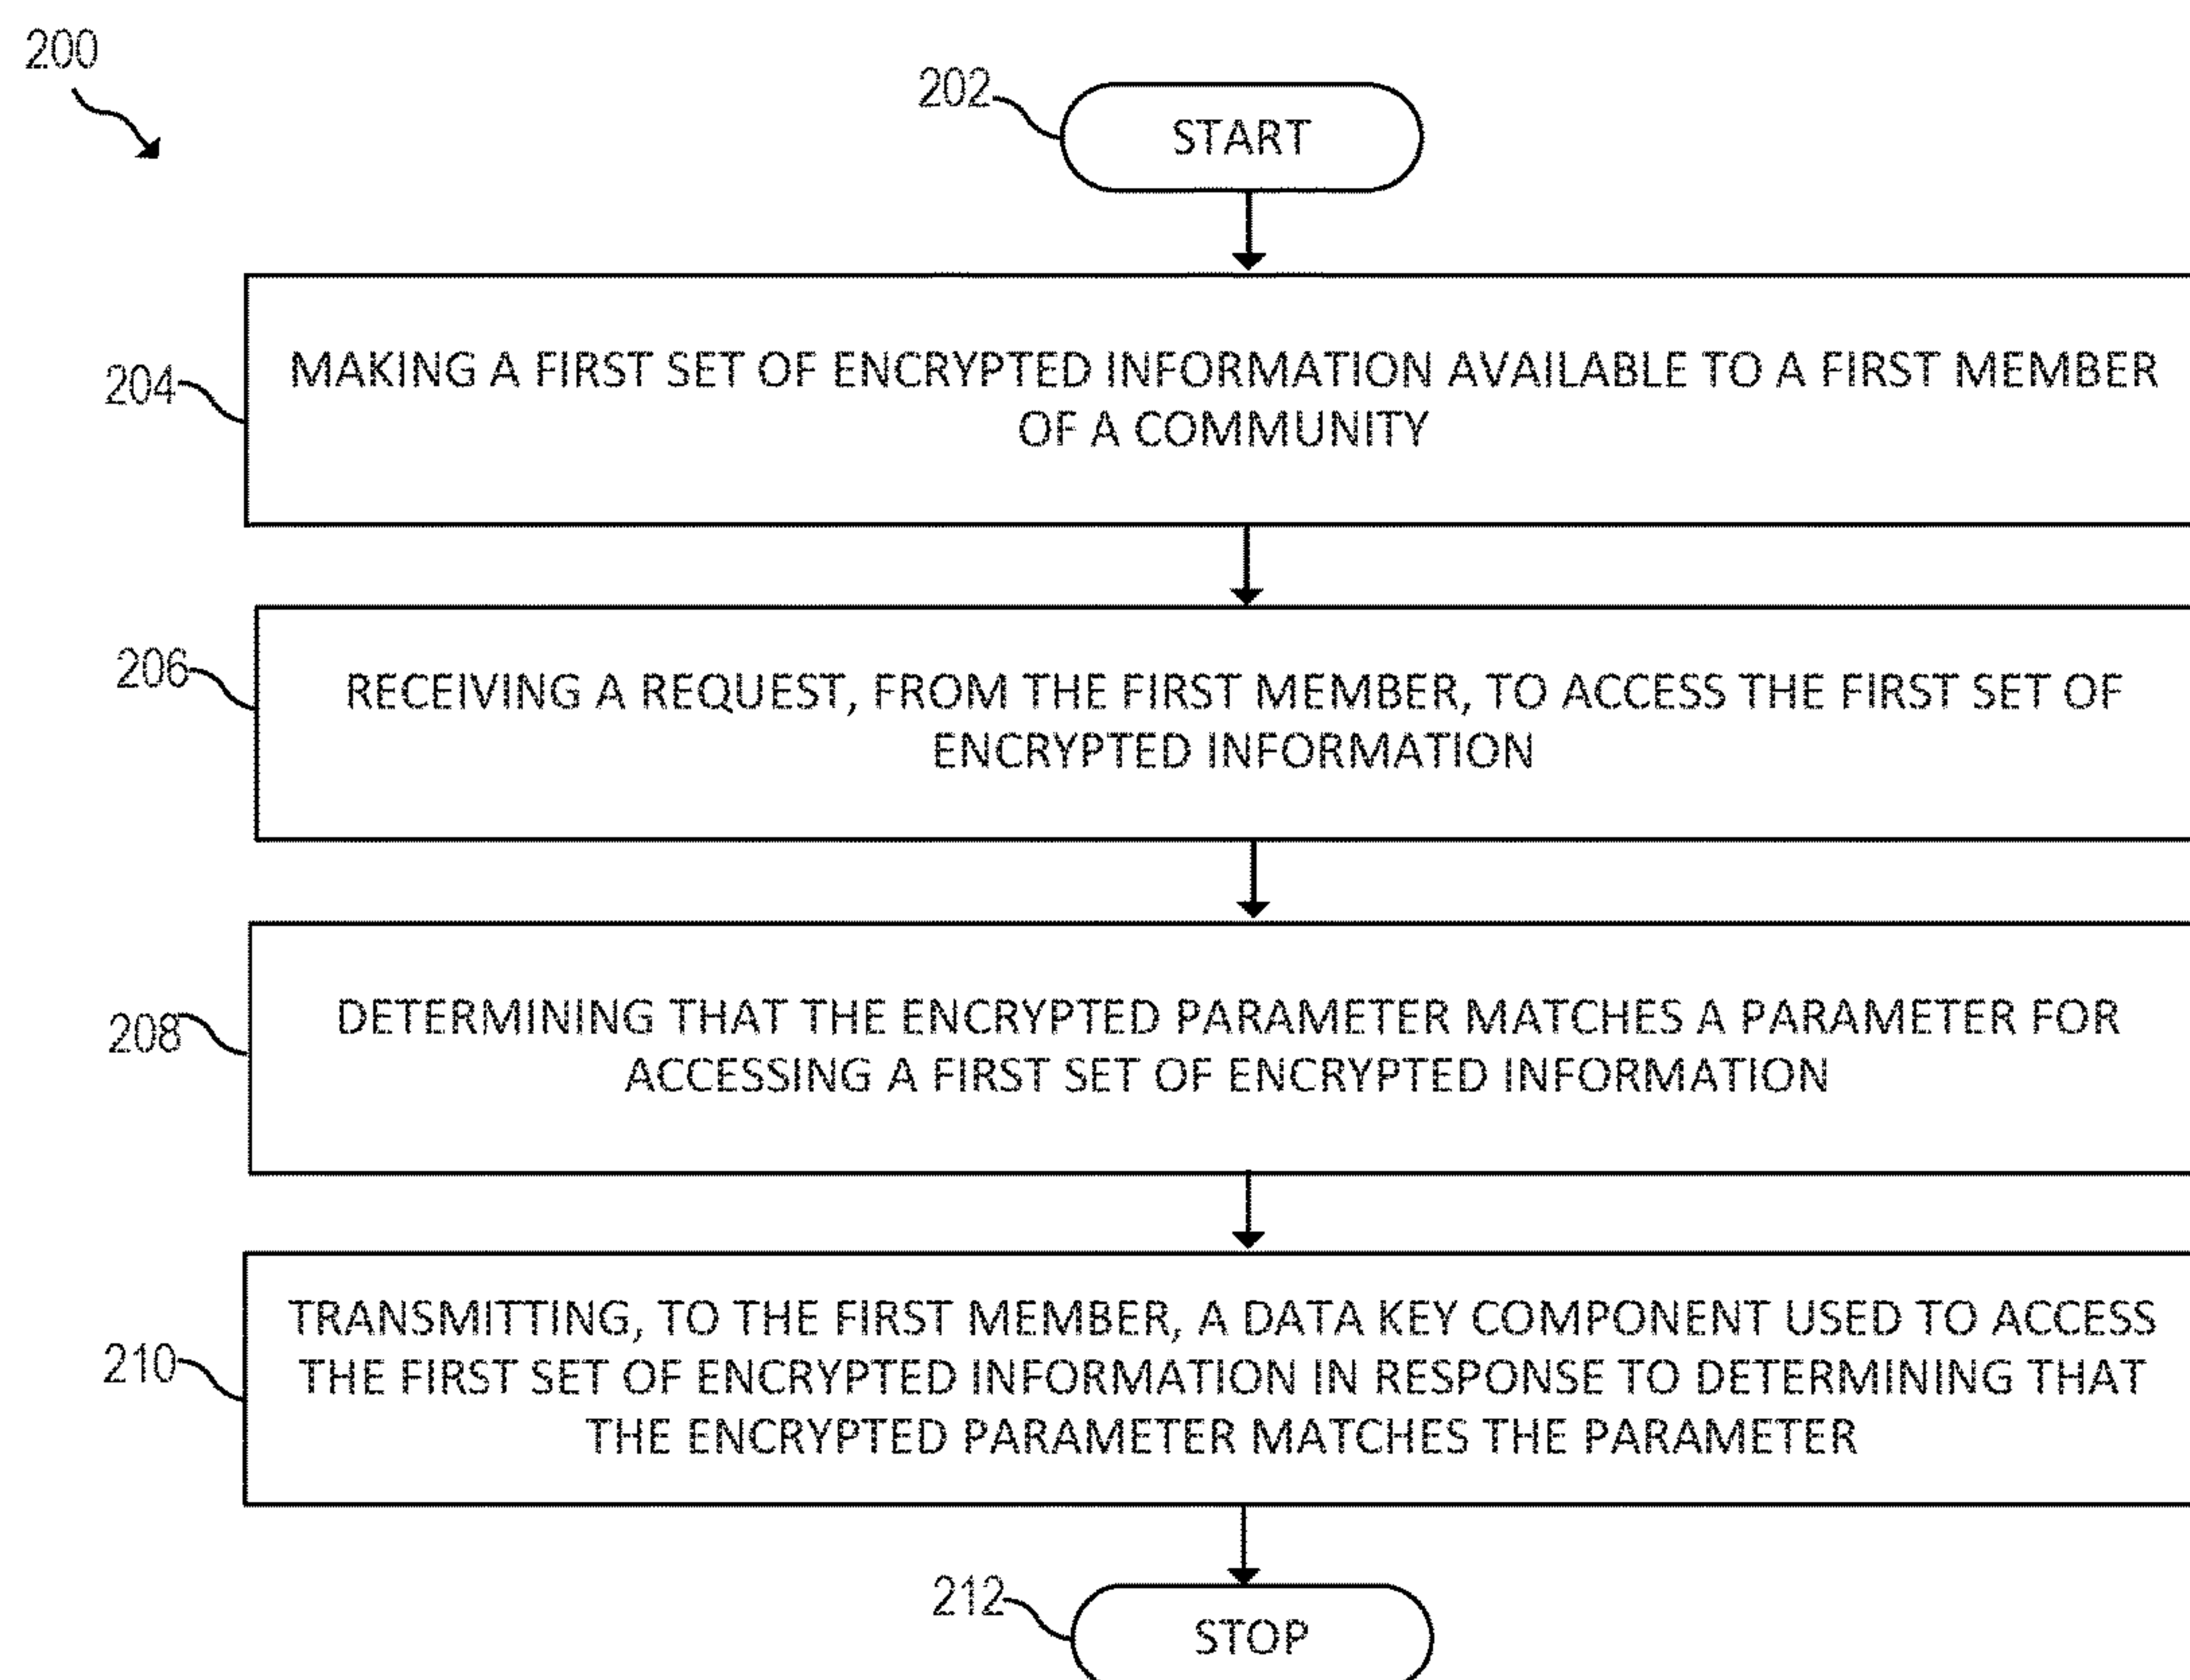 200
202
START
204
MAKING A FIRST SET OF ENCRYPTED INFORMATION AVAILABLE TO A FIRST MEMBER
OF A COMMUNITY
206
RECEIVING A REQUEST, FROM THE FIRST MEMBER, TO ACCESS THE FIRST SET OF
ENCRYPTED INFORMATION
208
DETERMINING THAT THE ENCRYPTED PARAMETER MATCHES A PARAMETER FOR
ACCESSING A FIRST SET OF ENCRYPTED INFORMATION
210
TRANSMITTING, TO THE FIRST MEMBER, A DATA KEY COMPONENT USED TO ACCESS
THE FIRST SET OF ENCRYPTED INFORMATION IN RESPONSE TO DETERMINING THAT
THE ENCRYPTED PARAMETER MATCHES THE PARAMETER
212
STOP